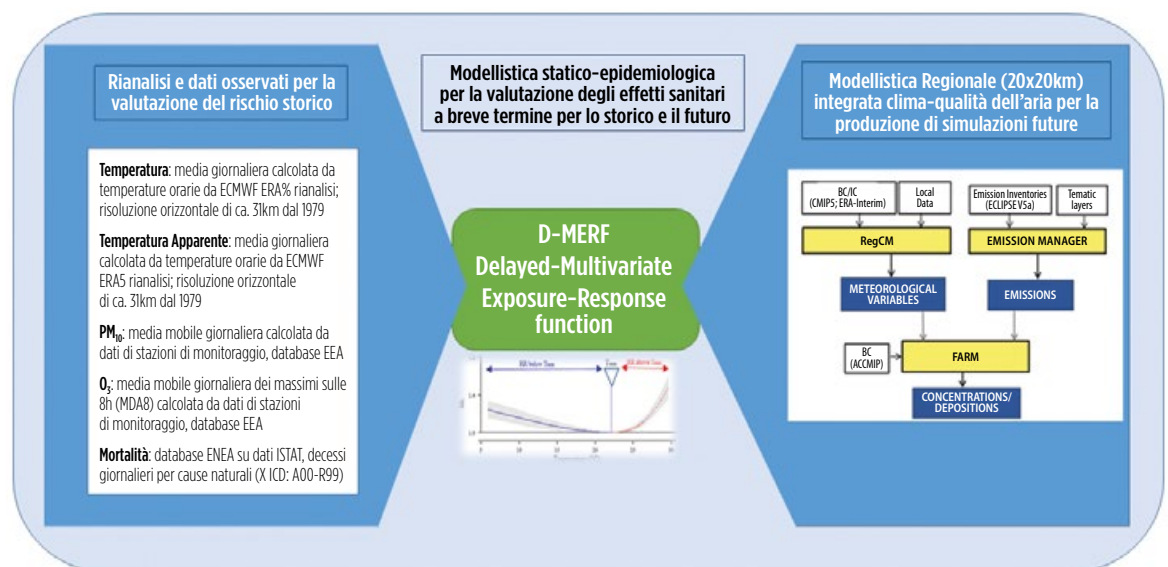 Rianalisi e dati osservati per la
valutazione del rischio storico
Temperatura: media giornaliera calcolata da
temperature orarie da ECMWF ERA% rianalisi;
risoluzione orizzontale di ca. 31km dal 1979
Temperatura Apparente: media giornaliera
calcolata da temperature orarie da ECMWF
ERA5 rianalisi; risoluzione orizzontale
di ca. 31km dal 1979
PM₁₀: media mobile giornaliera calcolata da
dati di stazioni di monitoraggio, database EEA
O₃: media mobile giornaliera dei massimi sulle
8h (MDA8) calcolata da dati di stazioni
di monitoraggio, database EEA
Mortalità: database ENEA su dati ISTAT, decessi
giornalieri per cause naturali (X ICD: A00-R99)
Modellistica statico-epidemiologica
per la valutazione degli effetti sanitari
a breve termine per lo storico e il futuro
D-MERF
Delayed-Multivariate
Exposure-Response
function
Modellistica Regionale (20x20km)
integrata clima-qualità dell'aria per la
produzione di simulazioni future
BC/IC
(CMIP5; ERA-Interim)
Local
Data
Emission Inventories
(ECLIPSE V5a)
Tematic
layers
RegCM
EMISSION MANAGER
METEOROLOGICAL
VARIABLES
EMISSIONS
BC
(ACCMIP)
FARM
CONCENTRATIONS/
DEPOSITIONS